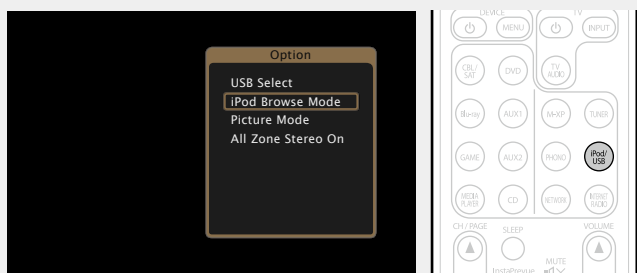 Option
USB Select
iPod Browse Mode
Picture Mode
All Zone Stereo On
DEVICE
TV
MENU
INPUT
CBL/
SAT
DVD
TV
AUDIO
Blu-ray
AUX1
M-XP
TUNER
GAME
AUX2
PHONO
iPod/
USB
MEDIA
PLAYER
CD
NETWORK
INTERNET
RADIO
CH / PAGE
SLEEP
VOLUME
MUTE
InstaPrevue